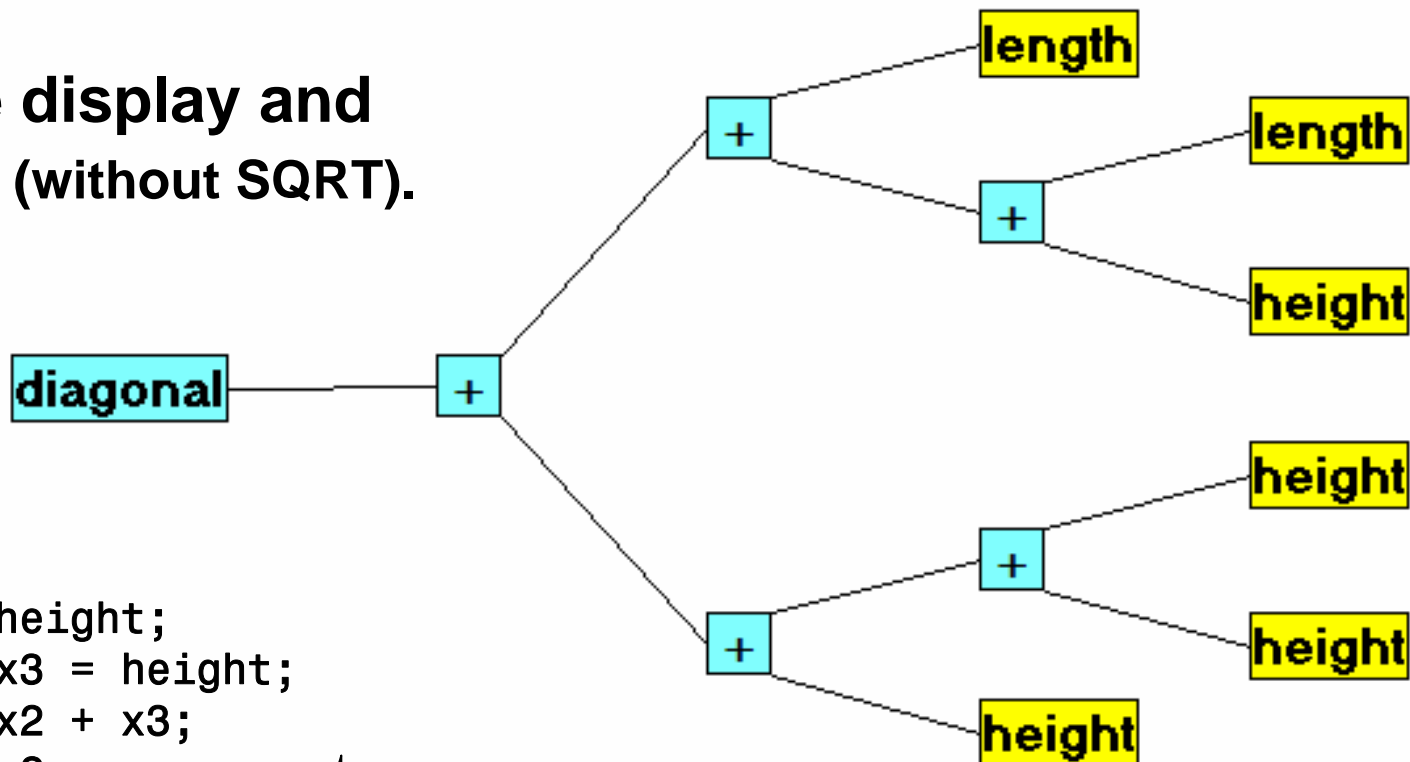 length
display and
+
length
(without SQRT).
+
height
diagonal
+
height
+
height;
x3 = height;
+
height
x2 + x3;
height